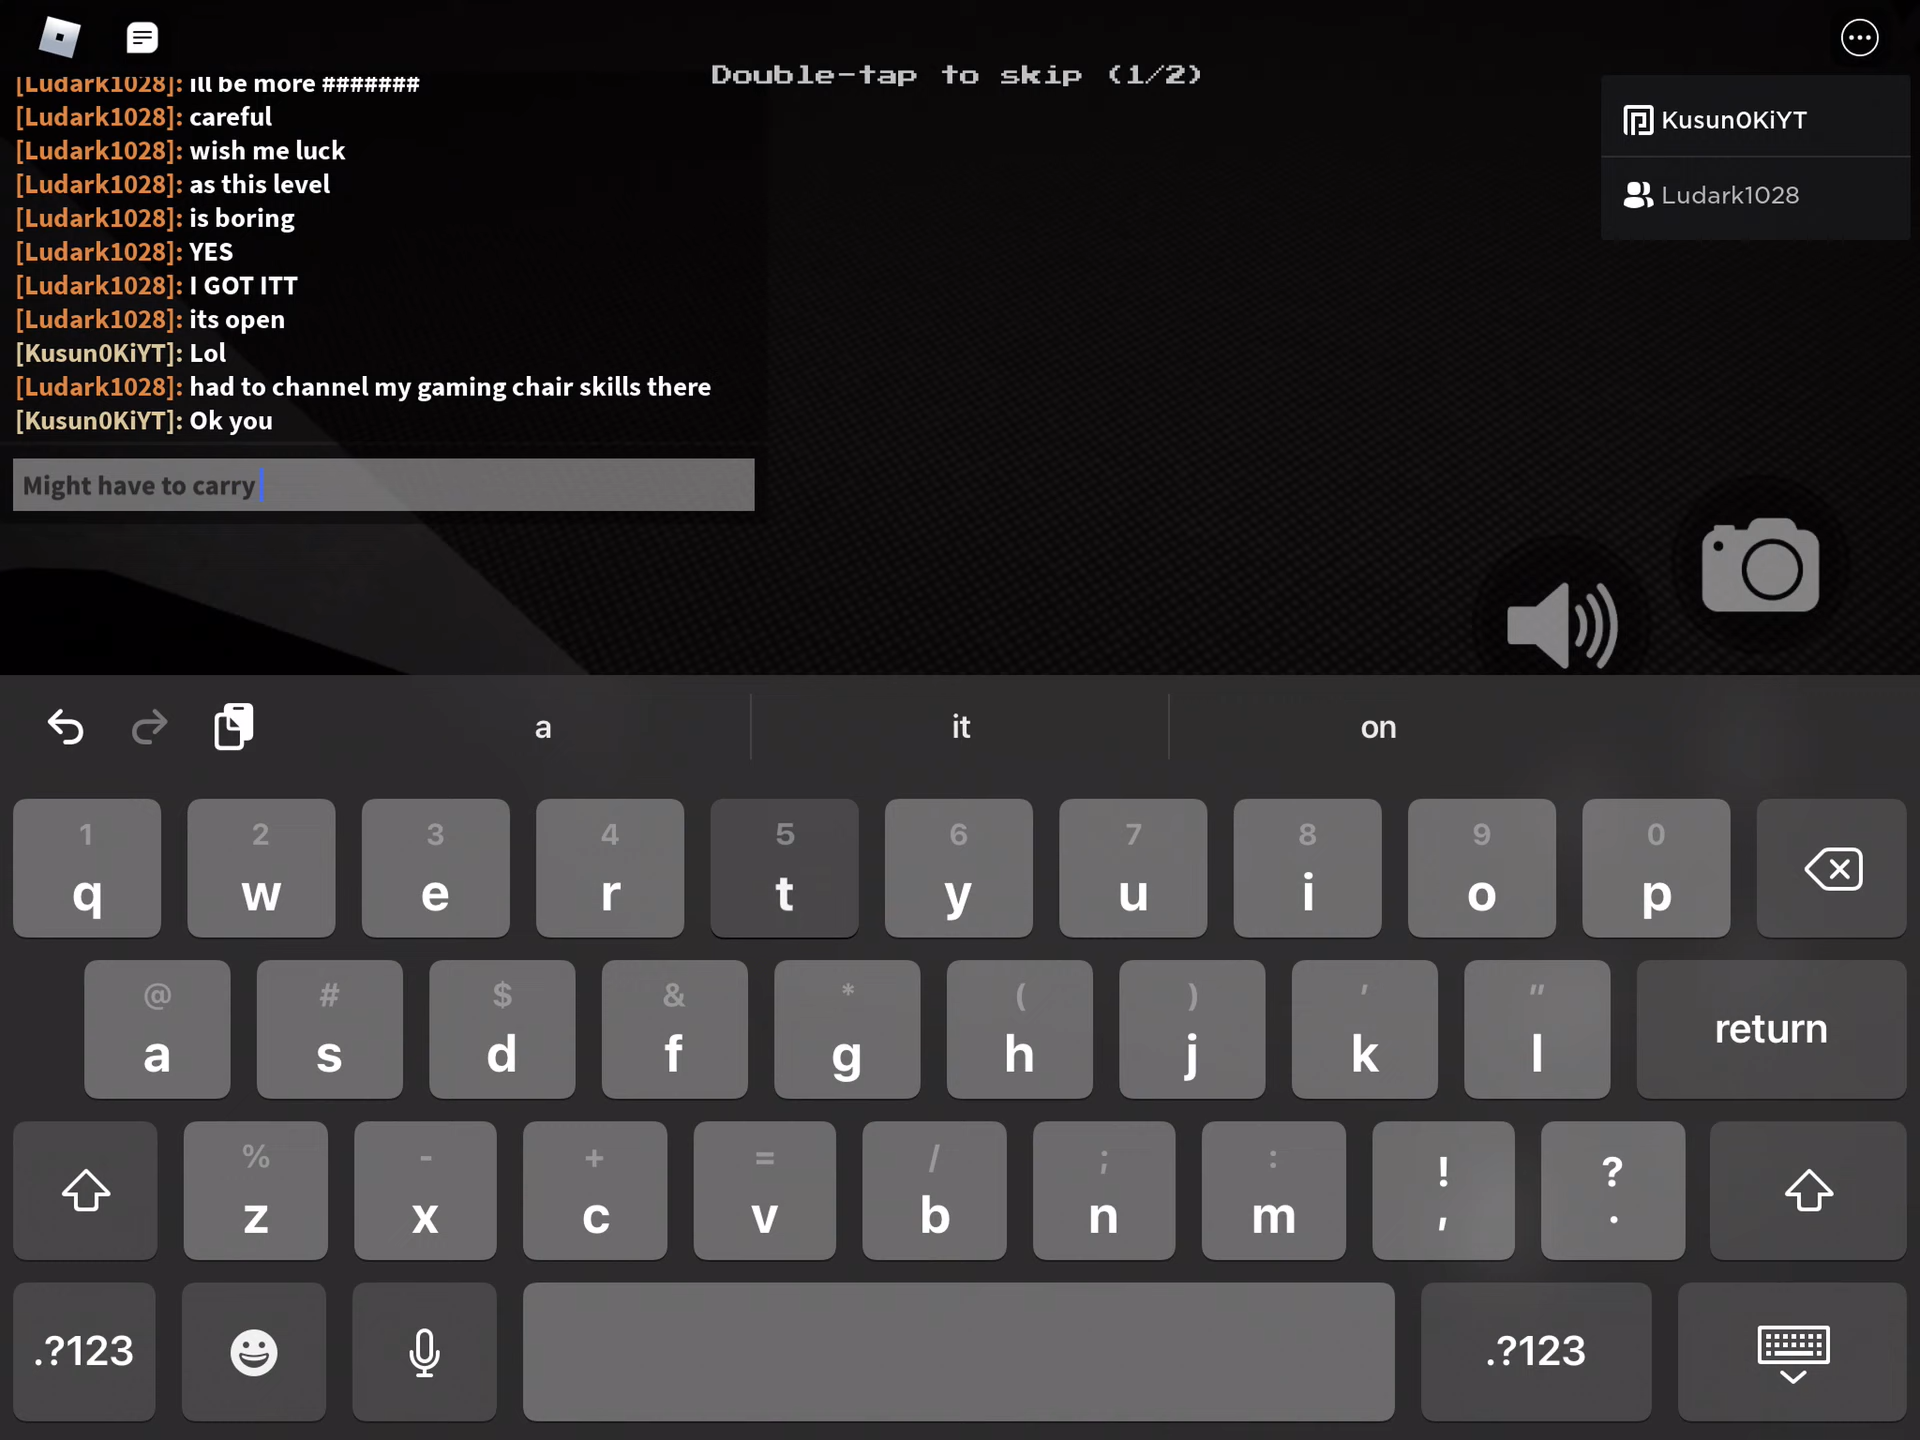 Double-tap to skip (1/2)
[Ludark1028]: ill be more #######
[Ludark1028]: careful
[Ludark1028]: wish me luck
[Ludark1028]: as this level
[Ludark1028]: is boring
[Ludark1028]: YES
[Ludark1028]: I GOT ITT
[Ludark1028]: its open
[Kusun0KiYT]: Lol
[Ludark1028]: had to channel my gaming chair skills there
[Kusun0KiYT]: Ok you
Might have to carry
Kusun0KiYT
Ludark1028
a it on
1 2 3 4 5 6 7 8 9 0
q w e r t y u i o p
@ # $ & * ( ) ' "
a s d f g h j k l return
% - + = / ; : ! ?
z x c v b n m , .
.?123 .?123